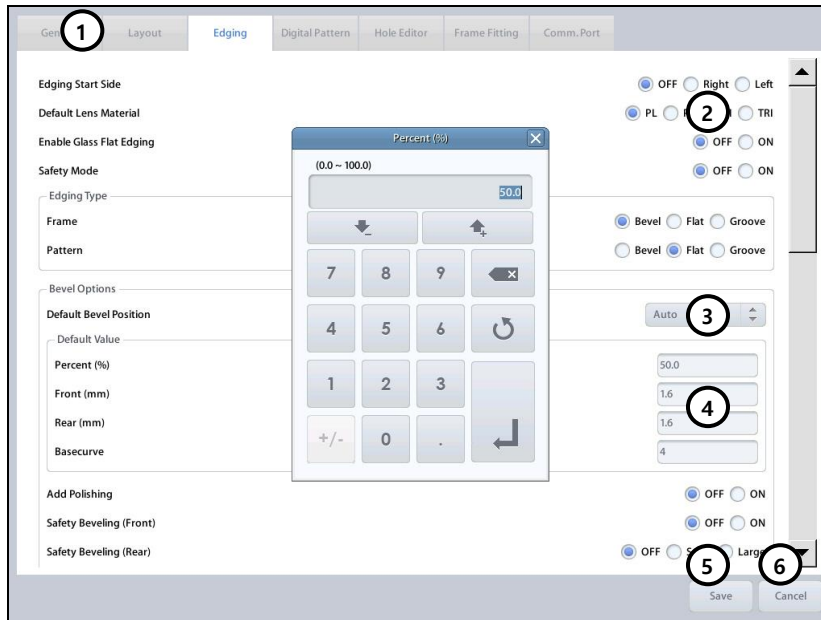 1
Layout Edging Digital Pattern Hole Editor Frame Fitting Comm.Port
Edging Start Side OFF Right Left
Default Lens Material PL 2 TRI
Enable Glass Flat Edging OFF ON
Safety Mode OFF ON
Edging Type
Frame Bevel Flat Groove
Pattern Bevel Flat Groove
Bevel Options
Default Bevel Position Auto 3
Default Value
Percent (%) 50.0
Front (mm) 1.6
4
Rear (mm) 1.6
Basecurve 4
Add Polishing OFF ON
Safety Beveling (Front) OFF ON
Safety Beveling (Rear) OFF Large
5 6
Save Cancel
Percent (%)
(0.0 ~ 100.0)
50.0
7 8 9
4 5 6
1 2 3
+/- 0 .